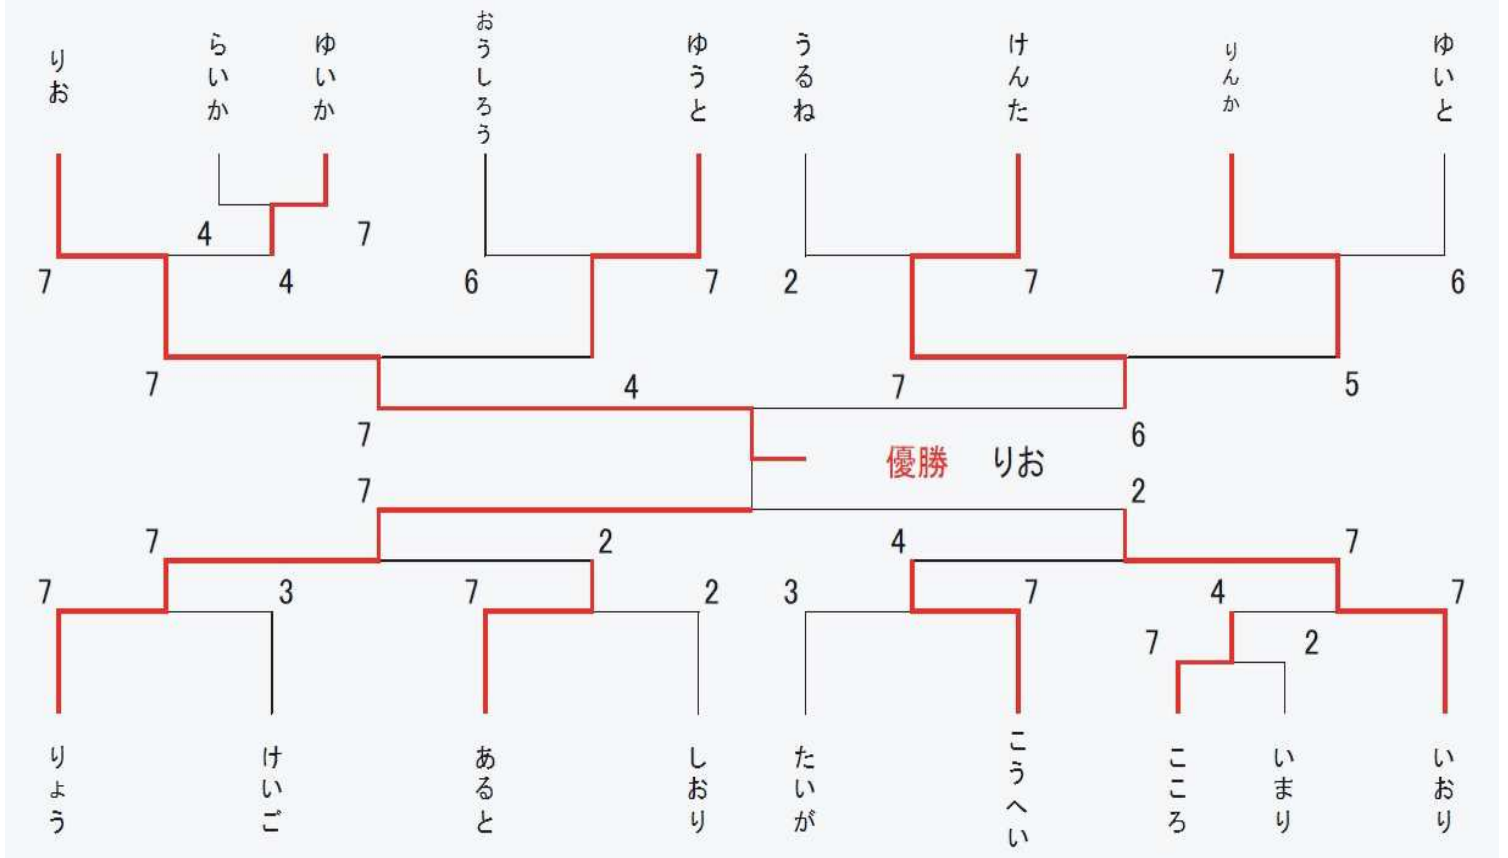 りお
らいか
ゆいか
おうしろう
ゆうと
うるね
けんた
りんか
ゆいと
4 7
7 4 6 7 2 7 7 6
7 4 7 5
7 6
優勝 りお
7 2
7 2 4 7
7 3 7 2 3 7 4 7
7 2
りょう
けいご
あると
しおり
たいが
こうへい
こころ
いまり
いおり